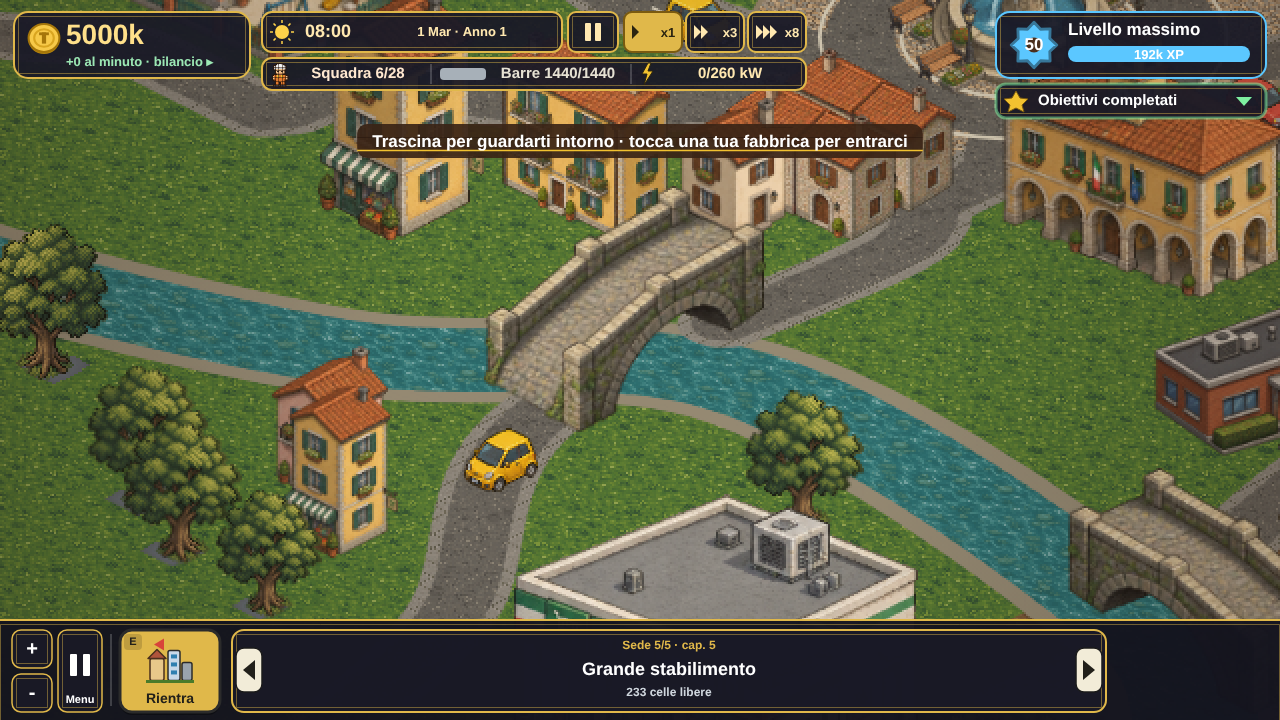 5000k
+0 al minuto · bilancio ▸
08:00
1 Mar · Anno 1
x1
x3
x8
Squadra 6/28
Barre 1440/1440
0/260 kW
50
Livello massimo
192k XP
Obiettivi completati
Trascina per guardarti intorno · tocca una tua fabbrica per entrarci
+
-
Menu
E
Rientra
Sede 5/5 · cap. 5
Grande stabilimento
233 celle libere